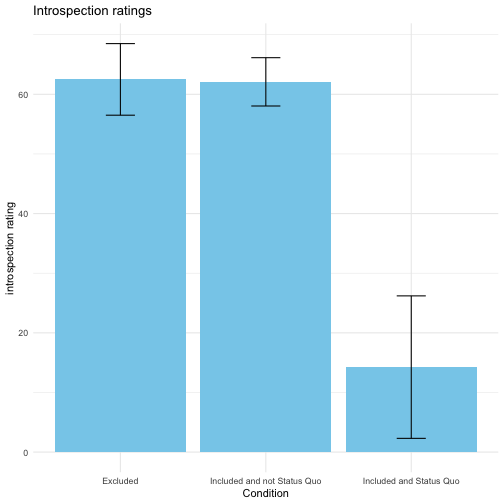 Introspection ratings
introspection rating
60
40
20
0
Excluded
Included and not Status Quo
Included and Status Quo
Condition